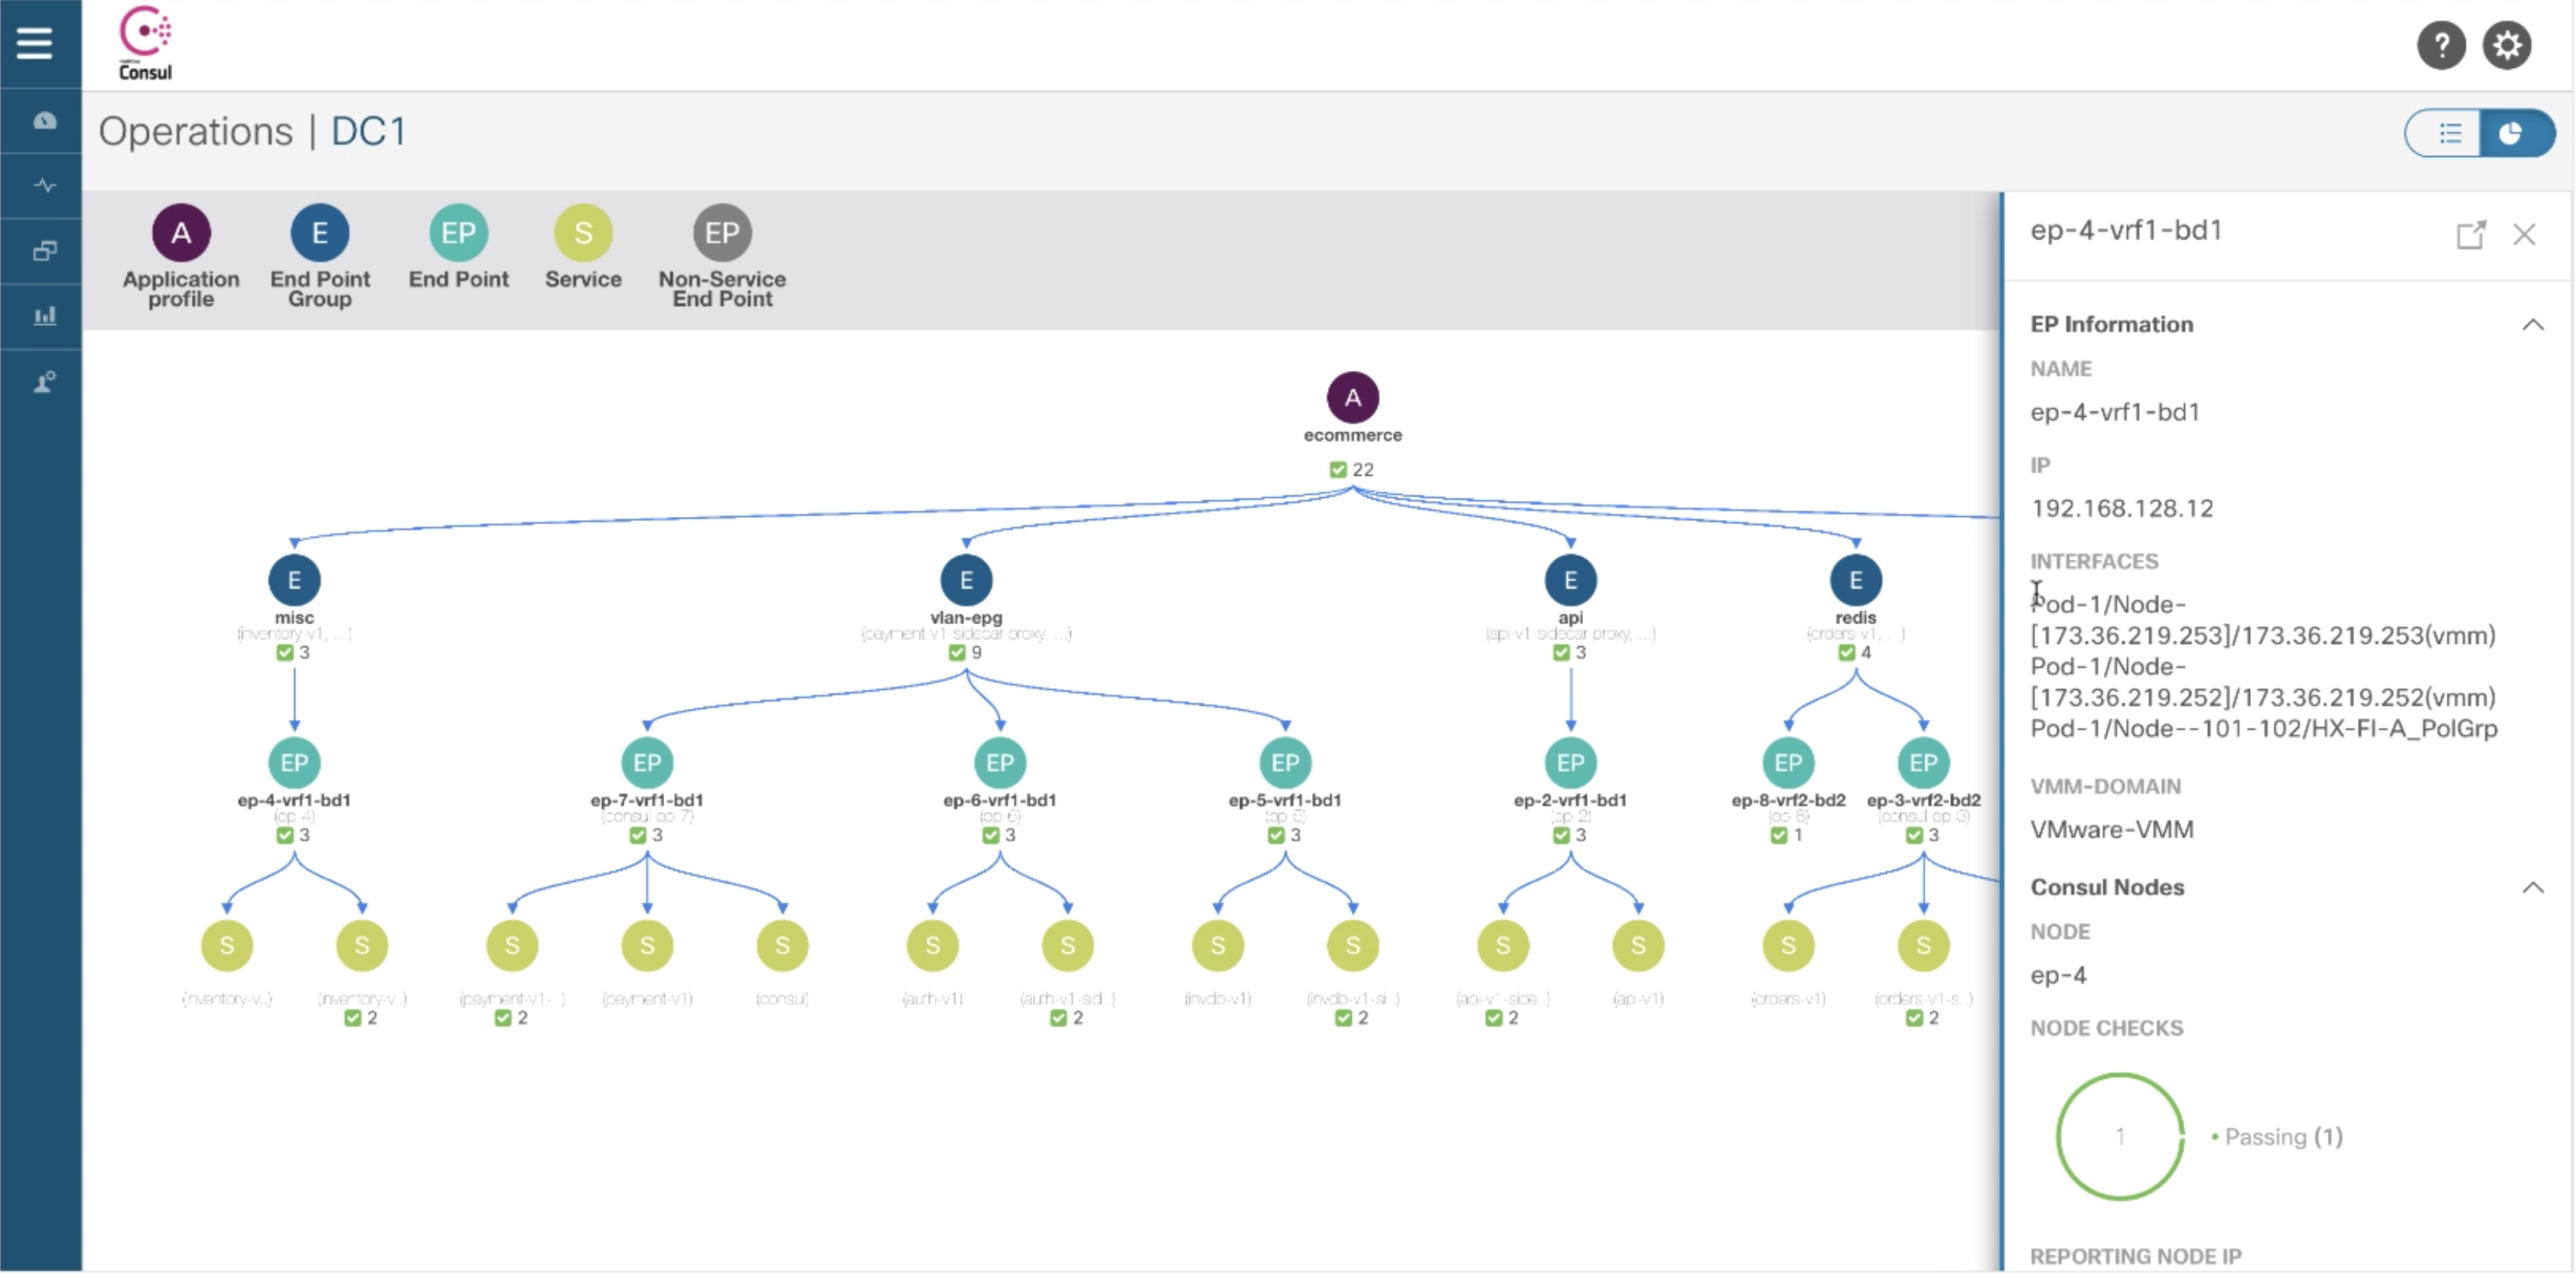 Consul
?
Operations | DC1
A
Application
profile
E
End Point
Group
EP
End Point
S
Service
EP
Non-Service
End Point
A
ecommerce
22
E
misc
(inventory-v1, ...)
3
E
vlan-epg
(payment-v1-sidecar-proxy, ...)
9
E
api
(api-v1-sidecar-proxy, ...)
3
E
redis
(orders-v1, ...)
4
EP
ep-4-vrf1-bd1
(ep-4)
3
EP
ep-7-vrf1-bd1
(consul-ep-7)
3
EP
ep-6-vrf1-bd1
(ep-6)
3
EP
ep-5-vrf1-bd1
(ep-5)
3
EP
ep-2-vrf1-bd1
(ep-2)
3
EP
ep-8-vrf2-bd2
(ep-8)
1
EP
ep-3-vrf2-bd2
(consul-ep-3)
3
S
(inventory-v..)
S
(inventory-v..)
2
S
(payment-v1-..)
2
S
(payment-v1)
S
(consul)
S
(auth-v1)
S
(auth-v1-sid..)
2
S
(invdb-v1)
S
(invdb-v1-si..)
2
S
(api-v1-side..)
2
S
(api-v1)
S
(orders-v1)
S
(orders-v1-s..)
2
ep-4-vrf1-bd1
EP Information
NAME
ep-4-vrf1-bd1
IP
192.168.128.12
INTERFACES
Pod-1/Node-
[173.36.219.253]/173.36.219.253(vmm)
Pod-1/Node-
[173.36.219.252]/173.36.219.252(vmm)
Pod-1/Node--101-102/HX-FI-A_PolGrp
VMM-DOMAIN
VMware-VMM
Consul Nodes
NODE
ep-4
NODE CHECKS
1
• Passing (1)
REPORTING NODE IP